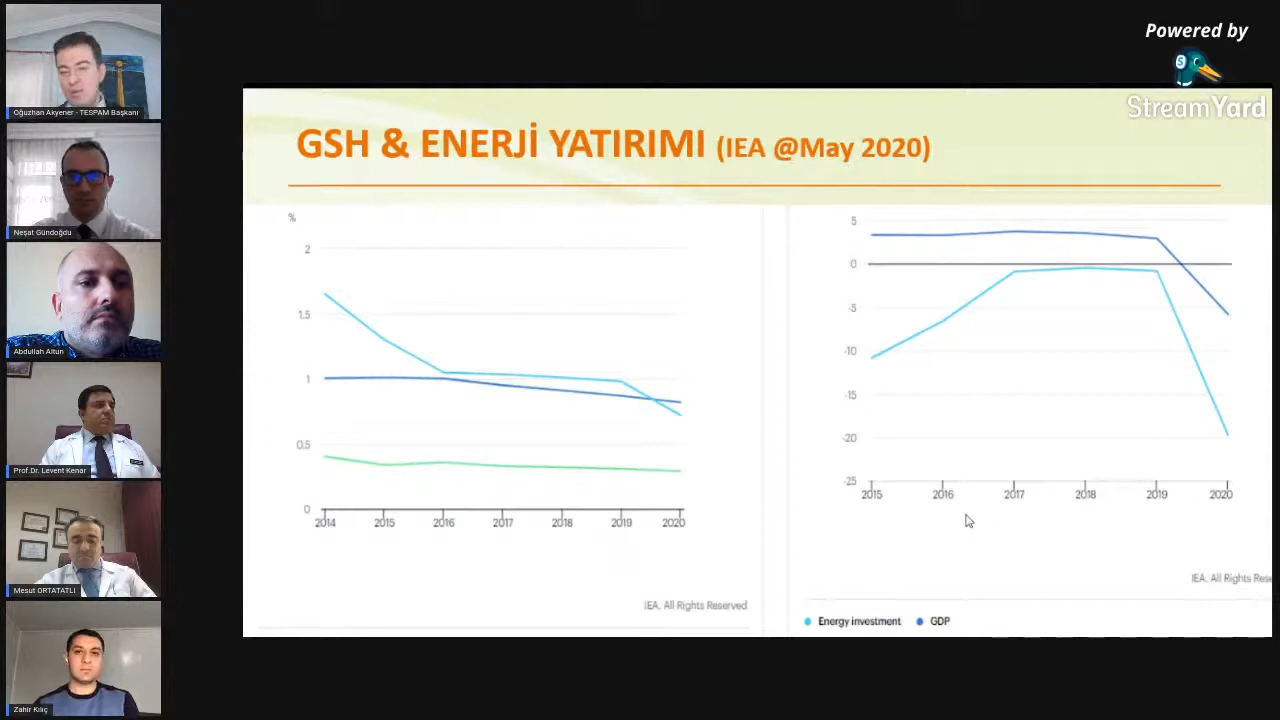 Powered by
StreamYard
Oğuzhan Akyener - TESPAM Başkanı
Neşat Gündoğdu
Abdullah Altun
Prof.Dr. Levent Kenar
Mesut ORTATATLI
Zahir Kılıç
GSH & ENERJİ YATIRIMI (IEA @May 2020)
%
2
1.5
1
0.5
0
2014 2015 2016 2017 2018 2019 2020
IEA. All Rights Reserved
5
0
-5
-10
-15
-20
-25
2015 2016 2017 2018 2019 2020
IEA. All Rights Rese
Energy investment GDP